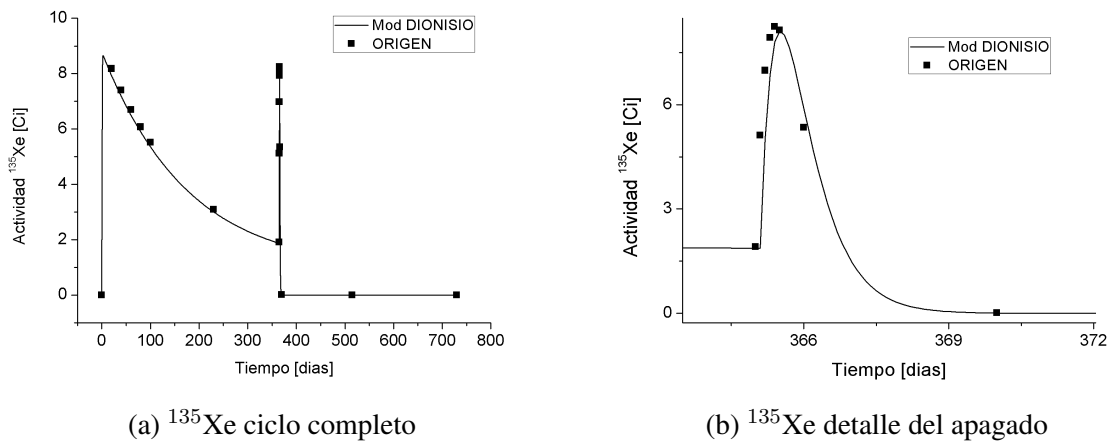 10
8
6
4
2
0
Actividad ¹³⁵Xe [Ci]
Mod DIONISIO
ORIGEN
0 100 200 300 400 500 600 700 800
Tiempo [dias]
(a) ¹³⁵Xe ciclo completo
6
3
0
Actividad ¹³⁵Xe [Ci]
Mod DIONISIO
ORIGEN
366 369 372
Tiempo [dias]
(b) ¹³⁵Xe detalle del apagado